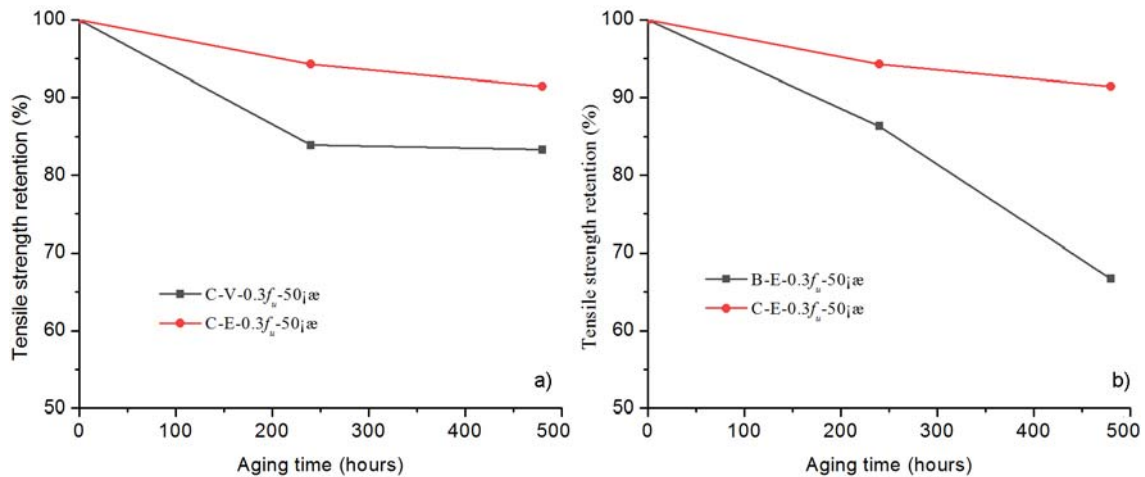 100
90
80
70
60
50
0 100 200 300 400 500
Tensile strength retention (%)
Aging time (hours)
C-V-0.3fᵤ-50¡æ
C-E-0.3fᵤ-50¡æ
a)
100
90
80
70
60
50
0 100 200 300 400 500
Tensile strength retention (%)
Aging time (hours)
B-E-0.3fᵤ-50¡æ
C-E-0.3fᵤ-50¡æ
b)